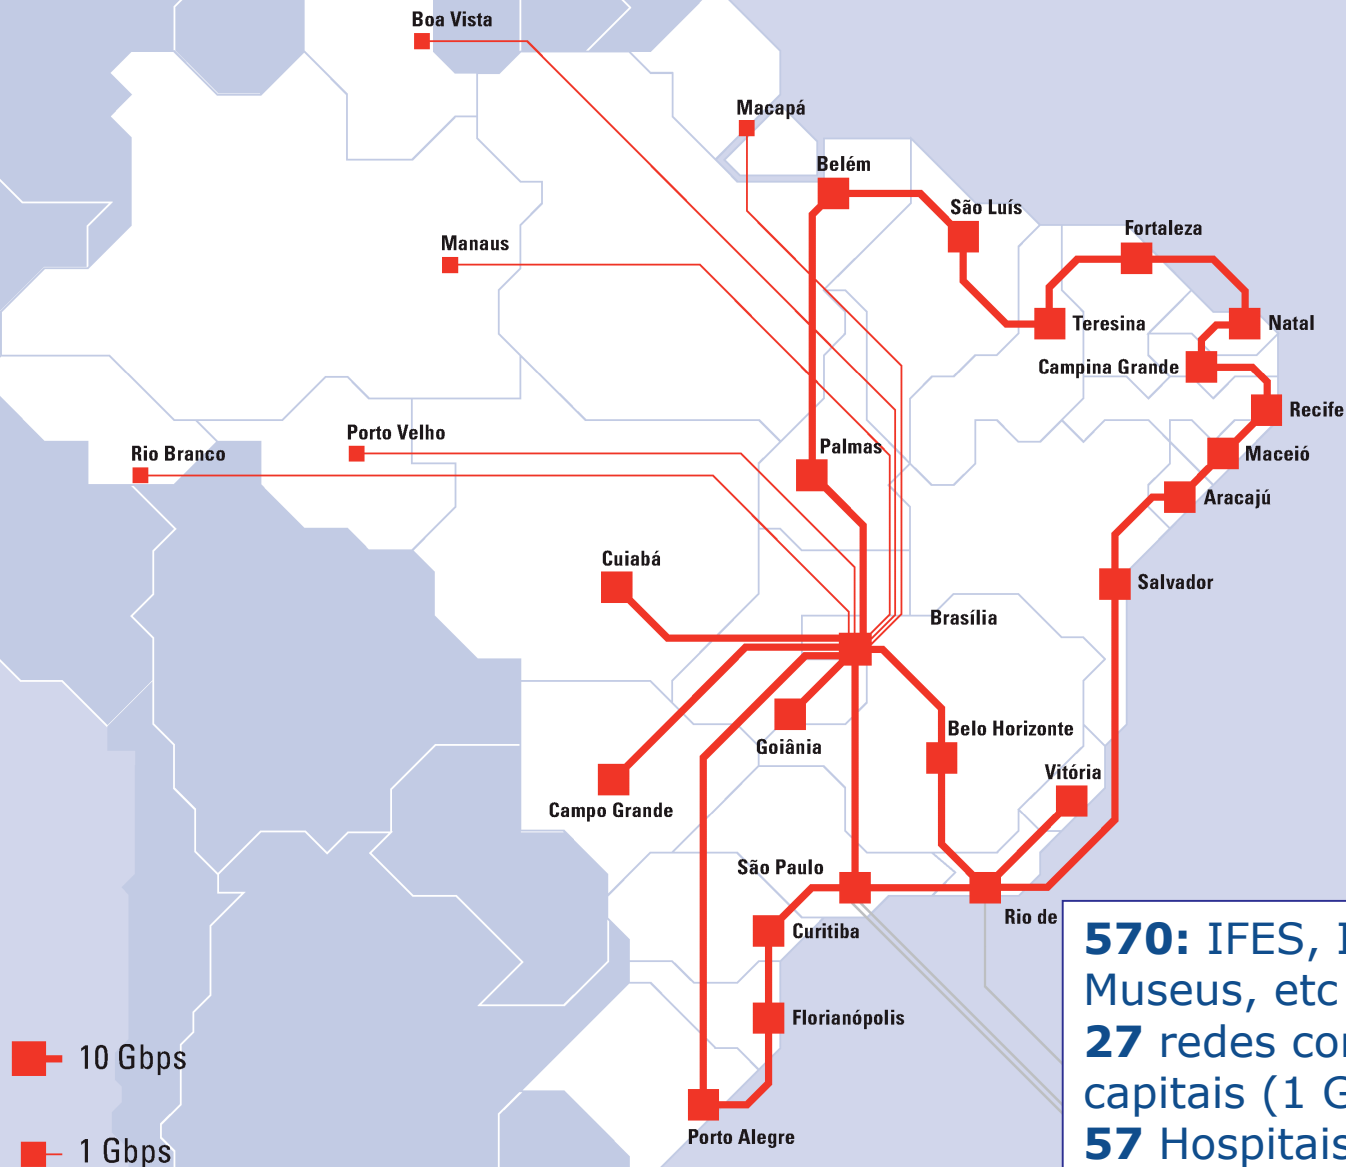 Boa Vista
Macapá
Belém
São Luís
Fortaleza
Manaus
Teresina
Natal
Campina Grande
Recife
Porto Velho
Palmas
Rio Branco
Maceió
Aracajú
Cuiabá
Salvador
Brasília
Belo Horizonte
Goiânia
Vitória
Campo Grande
São Paulo
Rio de
Curitiba
Florianópolis
Porto Alegre
10 Gbps
1 Gbps
570: IFES,
Museus, etc
27 redes
capitais (1
57 Hospitais